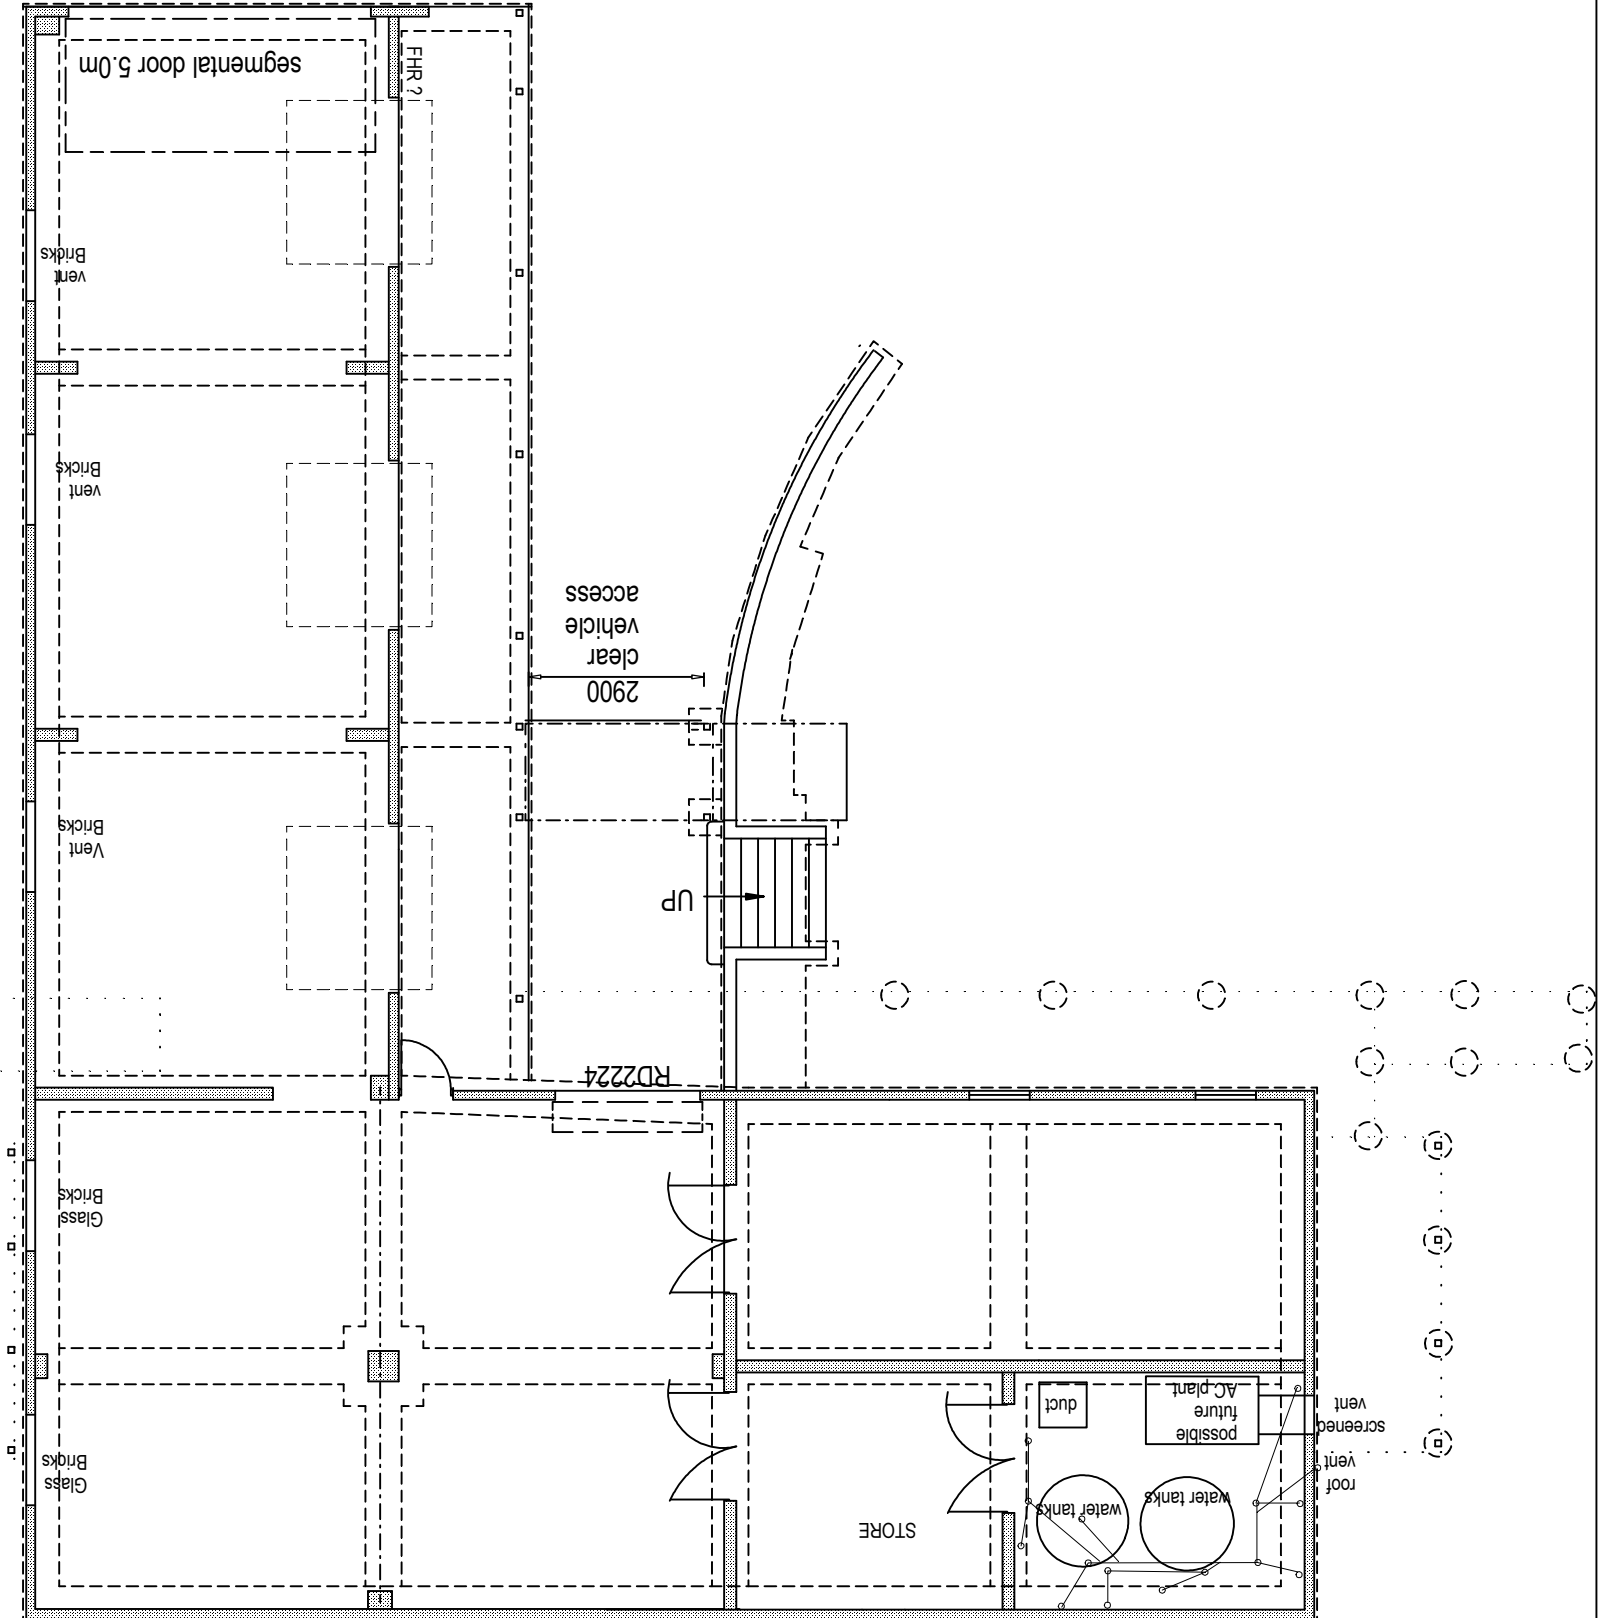 STORE
water tanks
water tanks
roof
vent
Glass
Bricks
screened
vent
possible
future
AC plant
duct
Glass
Bricks
RD2224
UP
Vent
Bricks
2900
clear
vehicle
access
vent
Bricks
vent
Bricks
FHR ?
segmental door 5.0m